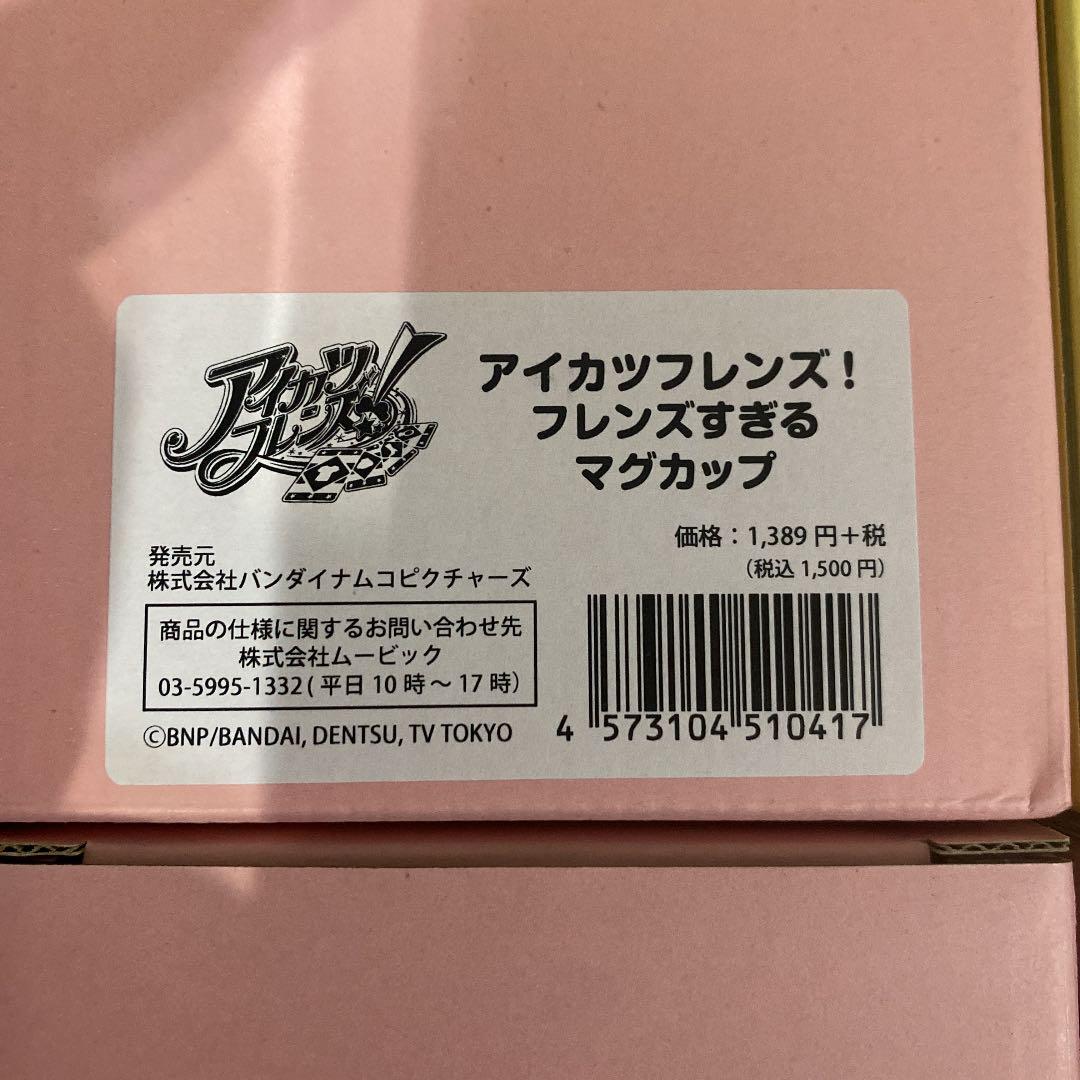 アイカツ
フレンズ!
アイカツフレンズ!
フレンズすぎる
マグカップ
価格:1,389円+税
(税込1,500円)
発売元
株式会社バンダイナムコピクチャーズ
商品の仕様に関するお問い合わせ先
株式会社ムービック
03-5995-1332(平日10時~17時)
©BNP/BANDAI, DENTSU, TV TOKYO
4 573104 510417